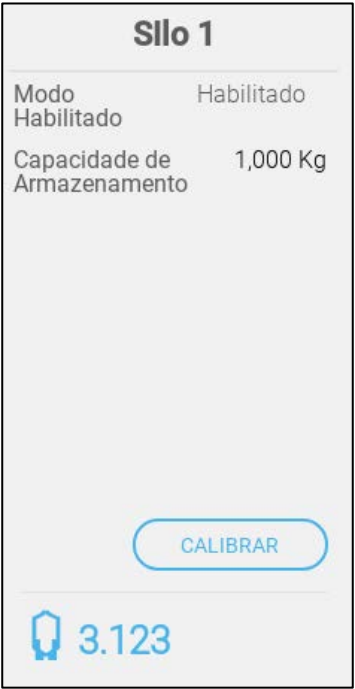 SIlo 1
Modo
Habilitado
Habilitado
Capacidade de
Armazenamento
1,000 Kg
CALIBRAR
3.123